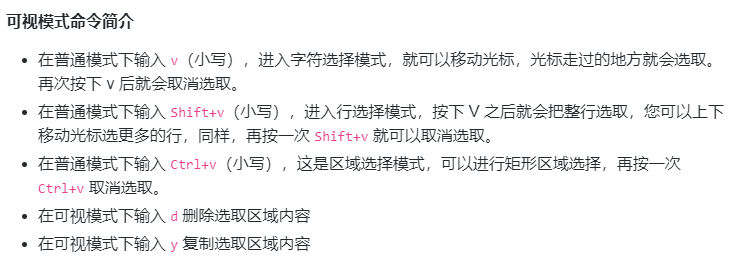 可视模式命令简介
• 在普通模式下输入 v（小写）, 进入字符选择模式，就可以移动光标，光标走过的地方就会选取。
再次按下 v 后就会取消选取。
• 在普通模式下输入 Shift+v（小写）, 进入行选择模式，按下 V 之后就会把整行选取，您可以上下
移动光标选更多的行，同样，再按一次 Shift+v 就可以取消选取。
• 在普通模式下输入 Ctrl+v（小写）, 这是区域选择模式，可以进行矩形区域选择，再按一次
Ctrl+v 取消选取。
• 在可视模式下输入 d 删除选取区域内容
• 在可视模式下输入 y 复制选取区域内容